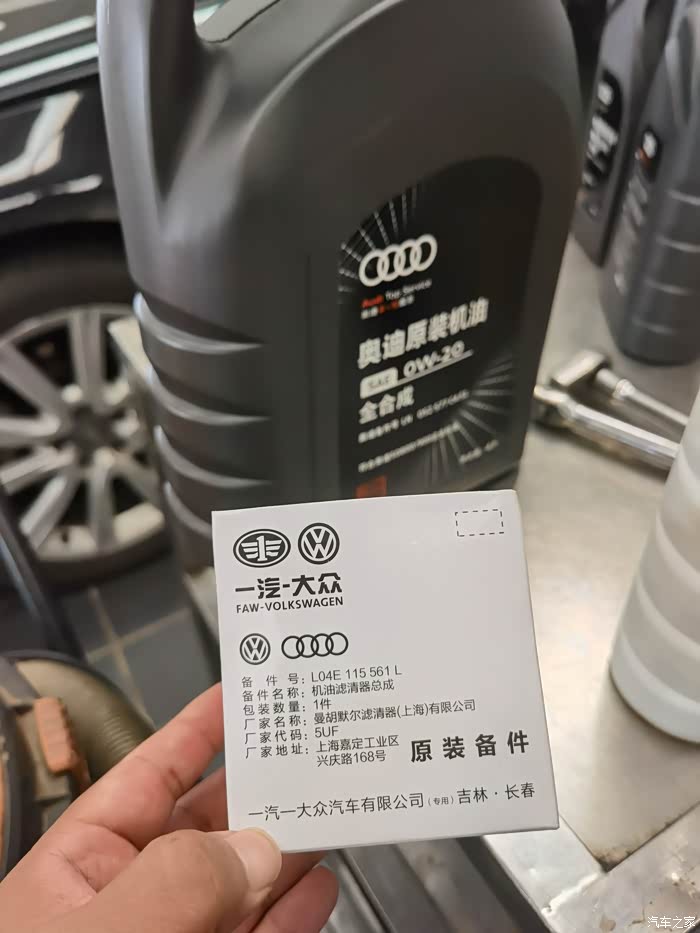 Audi Top Service
奥迪原装机油
SAE 0W-20
全合成
一汽-大众
FAW-VOLKSWAGEN
备件号: L04E 115 561 L
备件名称: 机油滤清器总成
包装数量: 1件
厂家名称: 曼胡默尔滤清器(上海)有限公司
厂家代码: 5UF
厂家地址: 上海嘉定工业区
兴庆路168号
原装备件
一汽—大众汽车有限公司(专用)吉林·长春
汽车之家